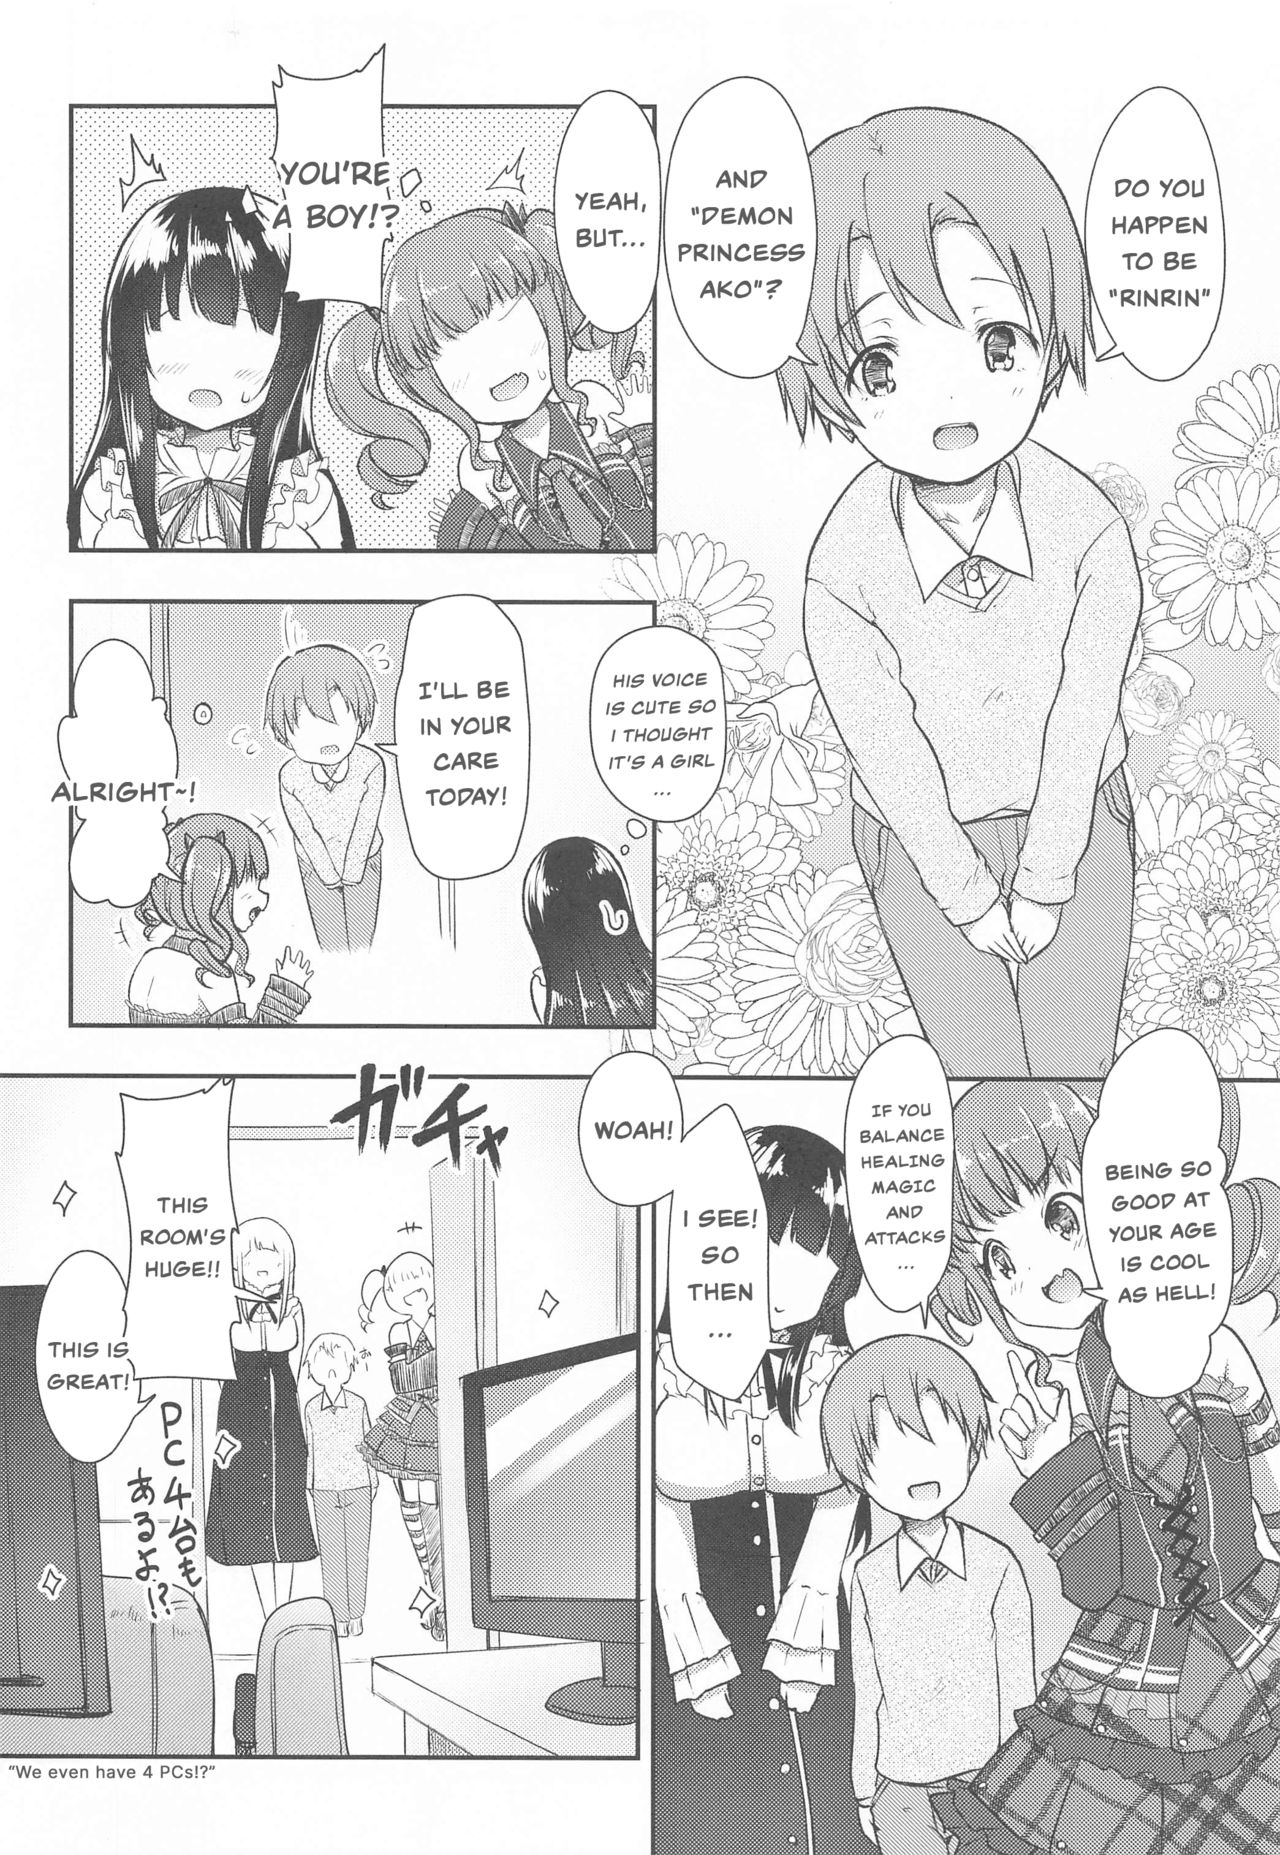 DO YOU
HAPPEN
TO BE
"RINRIN"
AND
"DEMON
PRINCESS
AKO"?
YEAH,
BUT...
YOU'RE
A BOY!?
HIS VOICE
IS CUTE SO
I THOUGHT
IT'S A GIRL
...
I'LL BE
IN YOUR
CARE
TODAY!
ALRIGHT~!
BEING SO
GOOD AT
YOUR AGE
IS COOL
AS HELL!
IF YOU
BALANCE
HEALING
MAGIC
AND
ATTACKS
...
I SEE!
SO
THEN
...
WOAH!
ガチャ
THIS
ROOM'S
HUGE!!
THIS IS
GREAT!
PC4台も
あるよ!?
"We even have 4 PCs!?"